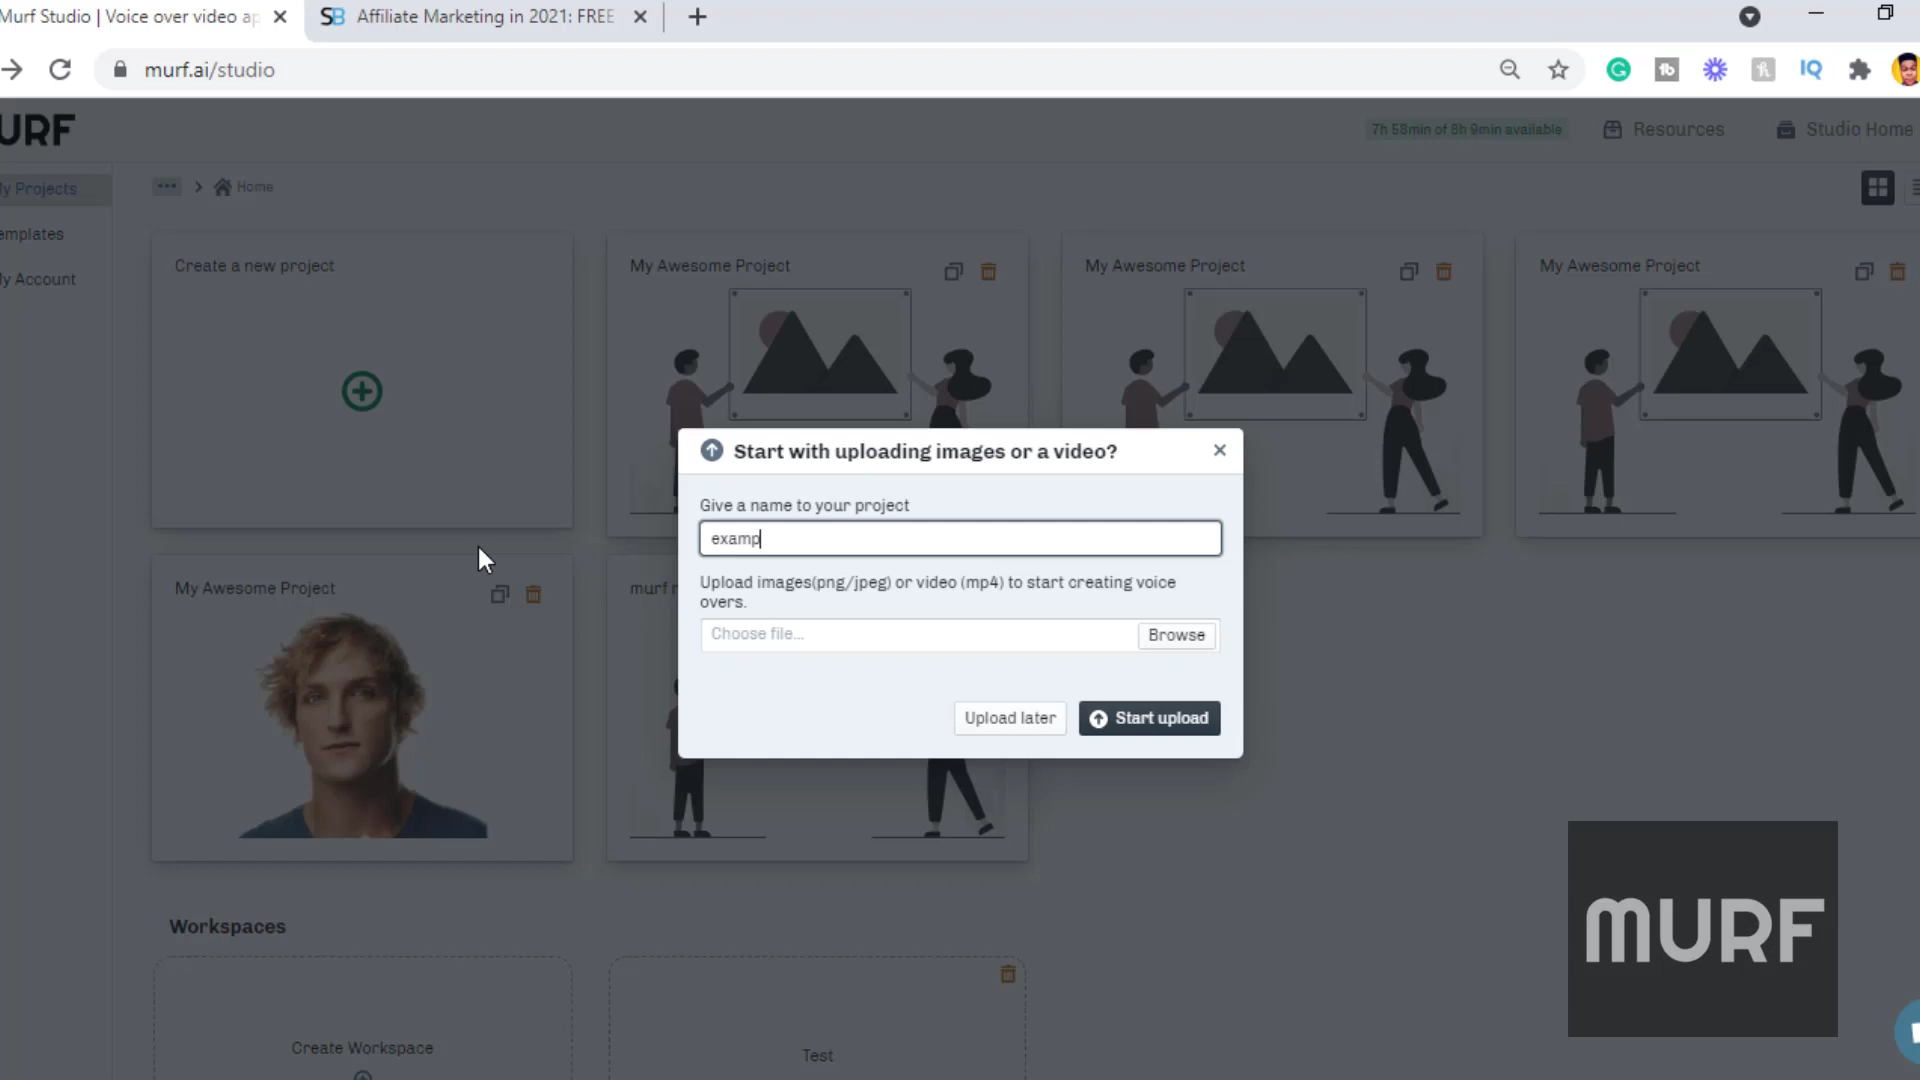 Murf Studio | Voice over video ap
SB Affiliate Marketing in 2021: FREE
murf.ai/studio
IQ
URF
7h 58min of 8h 9min available
Resources
Studio Home
y Projects
Home
emplates
y Account
Create a new project
My Awesome Project
My Awesome Project
My Awesome Project
Start with uploading images or a video?
Give a name to your project
examp
Upload images(png/jpeg) or video (mp4) to start creating voice
overs.
Choose file...
Browse
Upload later
Start upload
My Awesome Project
murf
Workspaces
Create Workspace
Test
MURF